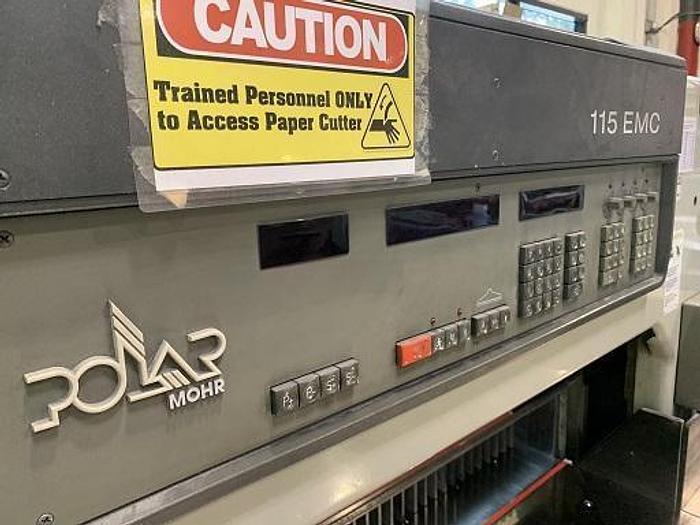 CAUTION
Trained Personnel ONLY
to Access Paper Cutter
115 EMC
POLAR
MOHR